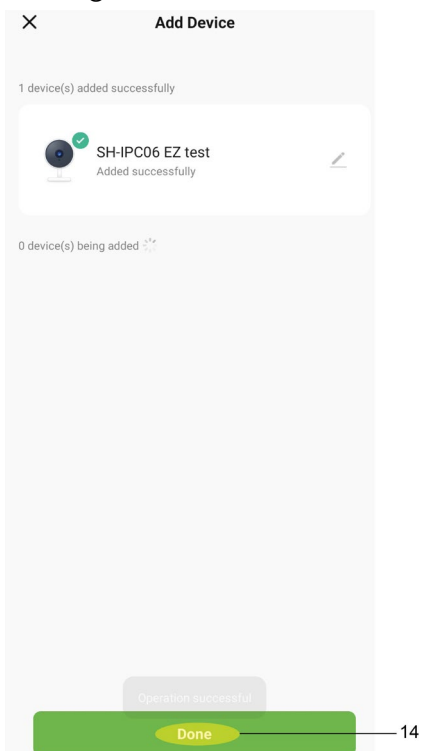 Add Device
1 device(s) added successfully
SH-IPC06 EZ test
Added successfully
0 device(s) being added
Operation successful
Done
14